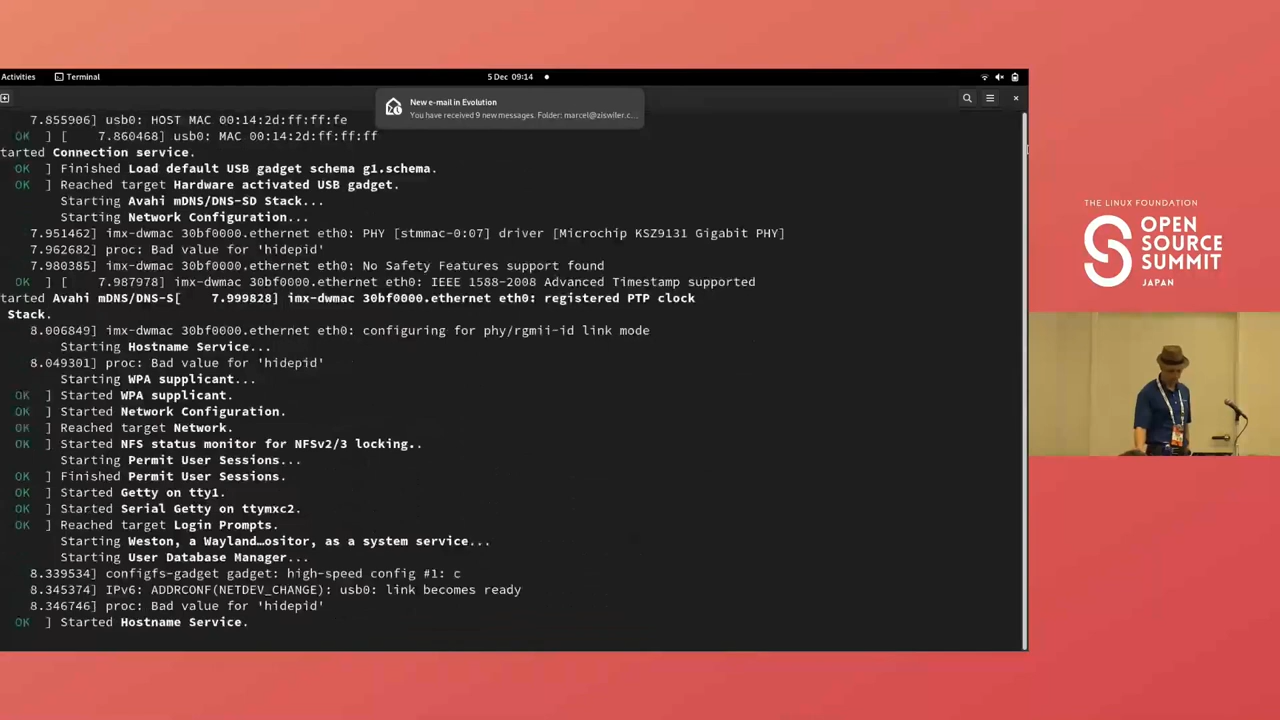 Activities
Terminal
5 Dec 09:14
New e-mail in Evolution
You have received 9 new messages. Folder: marcel@ziswiler.c...
7.855906] usb0: HOST MAC 00:14:2d:ff:ff:fe
OK ] [ 7.860468] usb0: MAC 00:14:2d:ff:ff:ff
tarted Connection service.
OK ] Finished Load default USB gadget schema g1.schema.
OK ] Reached target Hardware activated USB gadget.
Starting Avahi mDNS/DNS-SD Stack...
Starting Network Configuration...
7.951462] imx-dwmac 30bf0000.ethernet eth0: PHY [stmmac-0:07] driver [Microchip KSZ9131 Gigabit PHY]
7.962682] proc: Bad value for 'hidepid'
7.980385] imx-dwmac 30bf0000.ethernet eth0: No Safety Features support found
OK ] [ 7.987978] imx-dwmac 30bf0000.ethernet eth0: IEEE 1588-2008 Advanced Timestamp supported
tarted Avahi mDNS/DNS-S[ 7.999828] imx-dwmac 30bf0000.ethernet eth0: registered PTP clock
Stack.
8.006849] imx-dwmac 30bf0000.ethernet eth0: configuring for phy/rgmii-id link mode
Starting Hostname Service...
8.049301] proc: Bad value for 'hidepid'
Starting WPA supplicant...
OK ] Started WPA supplicant.
OK ] Started Network Configuration.
OK ] Reached target Network.
OK ] Started NFS status monitor for NFSv2/3 locking..
Starting Permit User Sessions...
OK ] Finished Permit User Sessions.
OK ] Started Getty on tty1.
OK ] Started Serial Getty on ttymxc2.
OK ] Reached target Login Prompts.
Starting Weston, a Wayland…ositor, as a system service...
Starting User Database Manager...
8.339534] configfs-gadget gadget: high-speed config #1: c
8.345374] IPv6: ADDRCONF(NETDEV_CHANGE): usb0: link becomes ready
8.346746] proc: Bad value for 'hidepid'
OK ] Started Hostname Service.
THE LINUX FOUNDATION
OPEN
SOURCE
SUMMIT
JAPAN